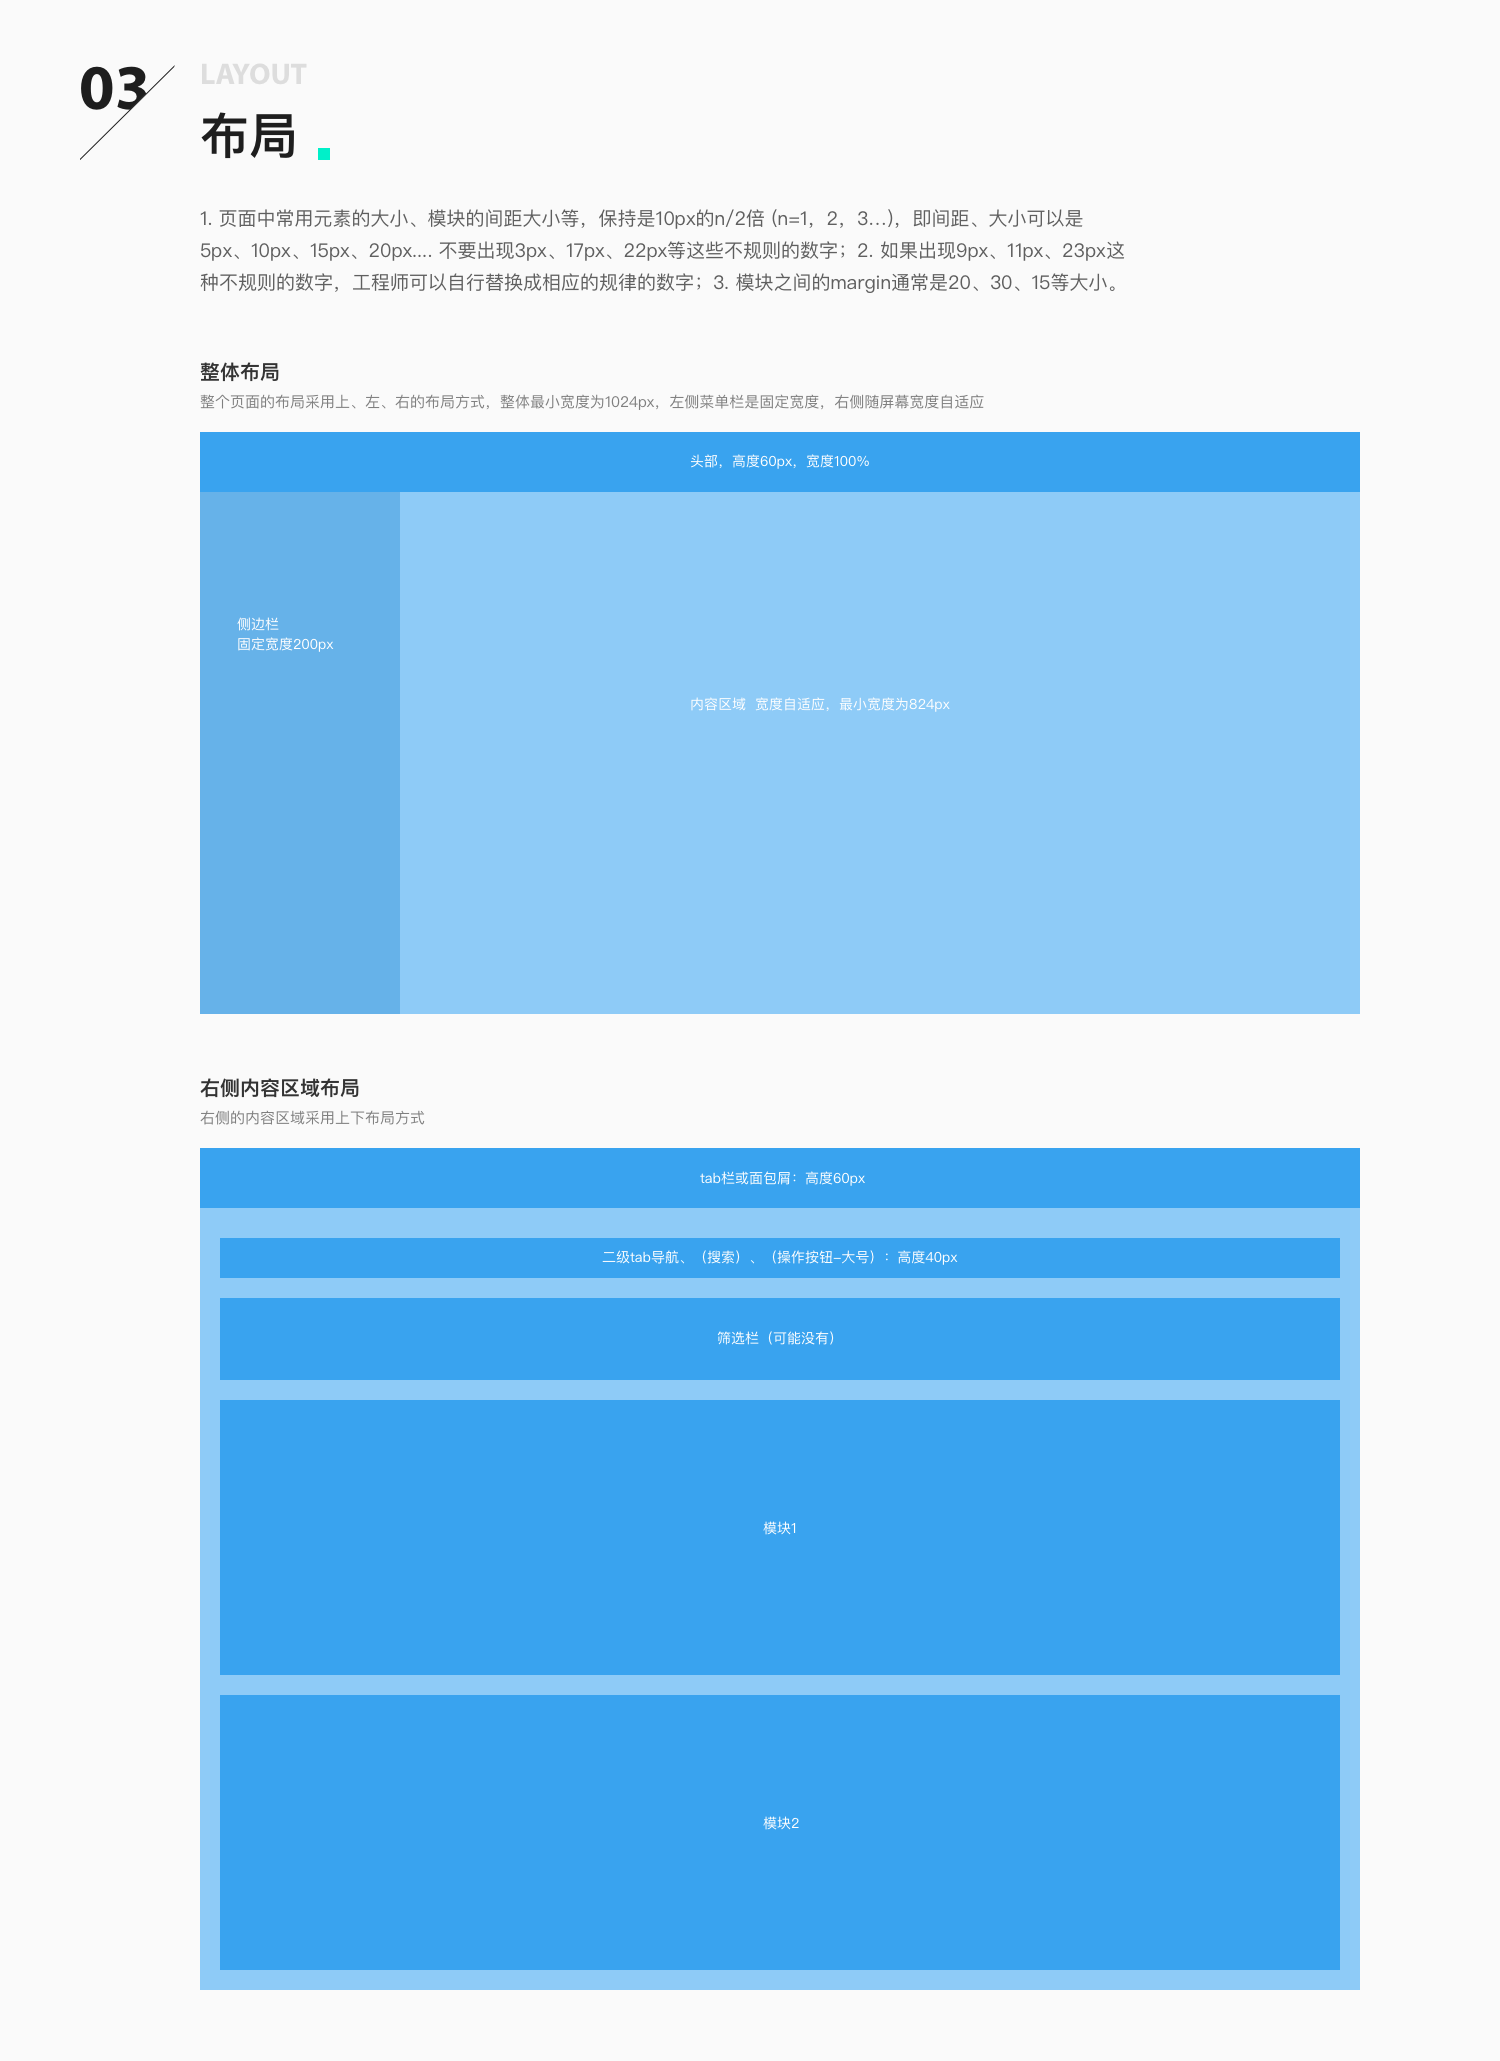 03
LAYOUT
布局
1. 页面中常用元素的大小、模块的间距大小等，保持是10px的n/2倍 (n=1，2，3...)，即间距、大小可以是
5px、10px、15px、20px.... 不要出现3px、17px、22px等这些不规则的数字；2. 如果出现9px、11px、23px这
种不规则的数字，工程师可以自行替换成相应的规律的数字；3. 模块之间的margin通常是20、30、15等大小。
整体布局
整个页面的布局采用上、左、右的布局方式，整体最小宽度为1024px，左侧菜单栏是固定宽度，右侧随屏幕宽度自适应
头部，高度60px，宽度100%
侧边栏
固定宽度200px
内容区域  宽度自适应，最小宽度为824px
右侧内容区域布局
右侧的内容区域采用上下布局方式
tab栏或面包屑：高度60px
二级tab导航、（搜索）、（操作按钮-大号）：高度40px
筛选栏（可能没有）
模块1
模块2